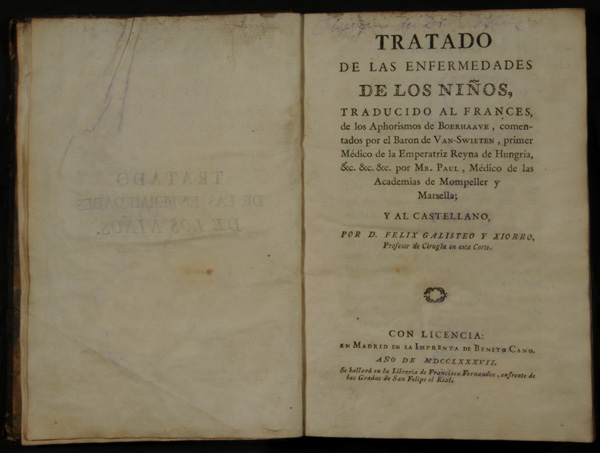 TRATADO
DE LAS ENFERMEDADES
DE LOS NIÑOS,
TRADUCIDO AL FRANCES,
de los Aphorismos de BOERHAAVE, comen-
tados por el Baron de VAN-SWIETEN, primer
Médico de la Emperatriz Reyna de Hungria,
&c. &c. &c. por MR. PAUL, Médico de las
Academias de Mompeller y
Marsella;
Y AL CASTELLANO,
POR D. FELIX GALISTEO Y XIORRO,
Profesor de Cirugía en esta Corte.
CON LICENCIA:
EN MADRID EN LA IMPRENTA DE BENITO CANO.
AÑO DE MDCCLXXXVII.
Se hallará en la Librería de Francisco Fernandez, enfrente de
las Gradas de San Felipe el Real.